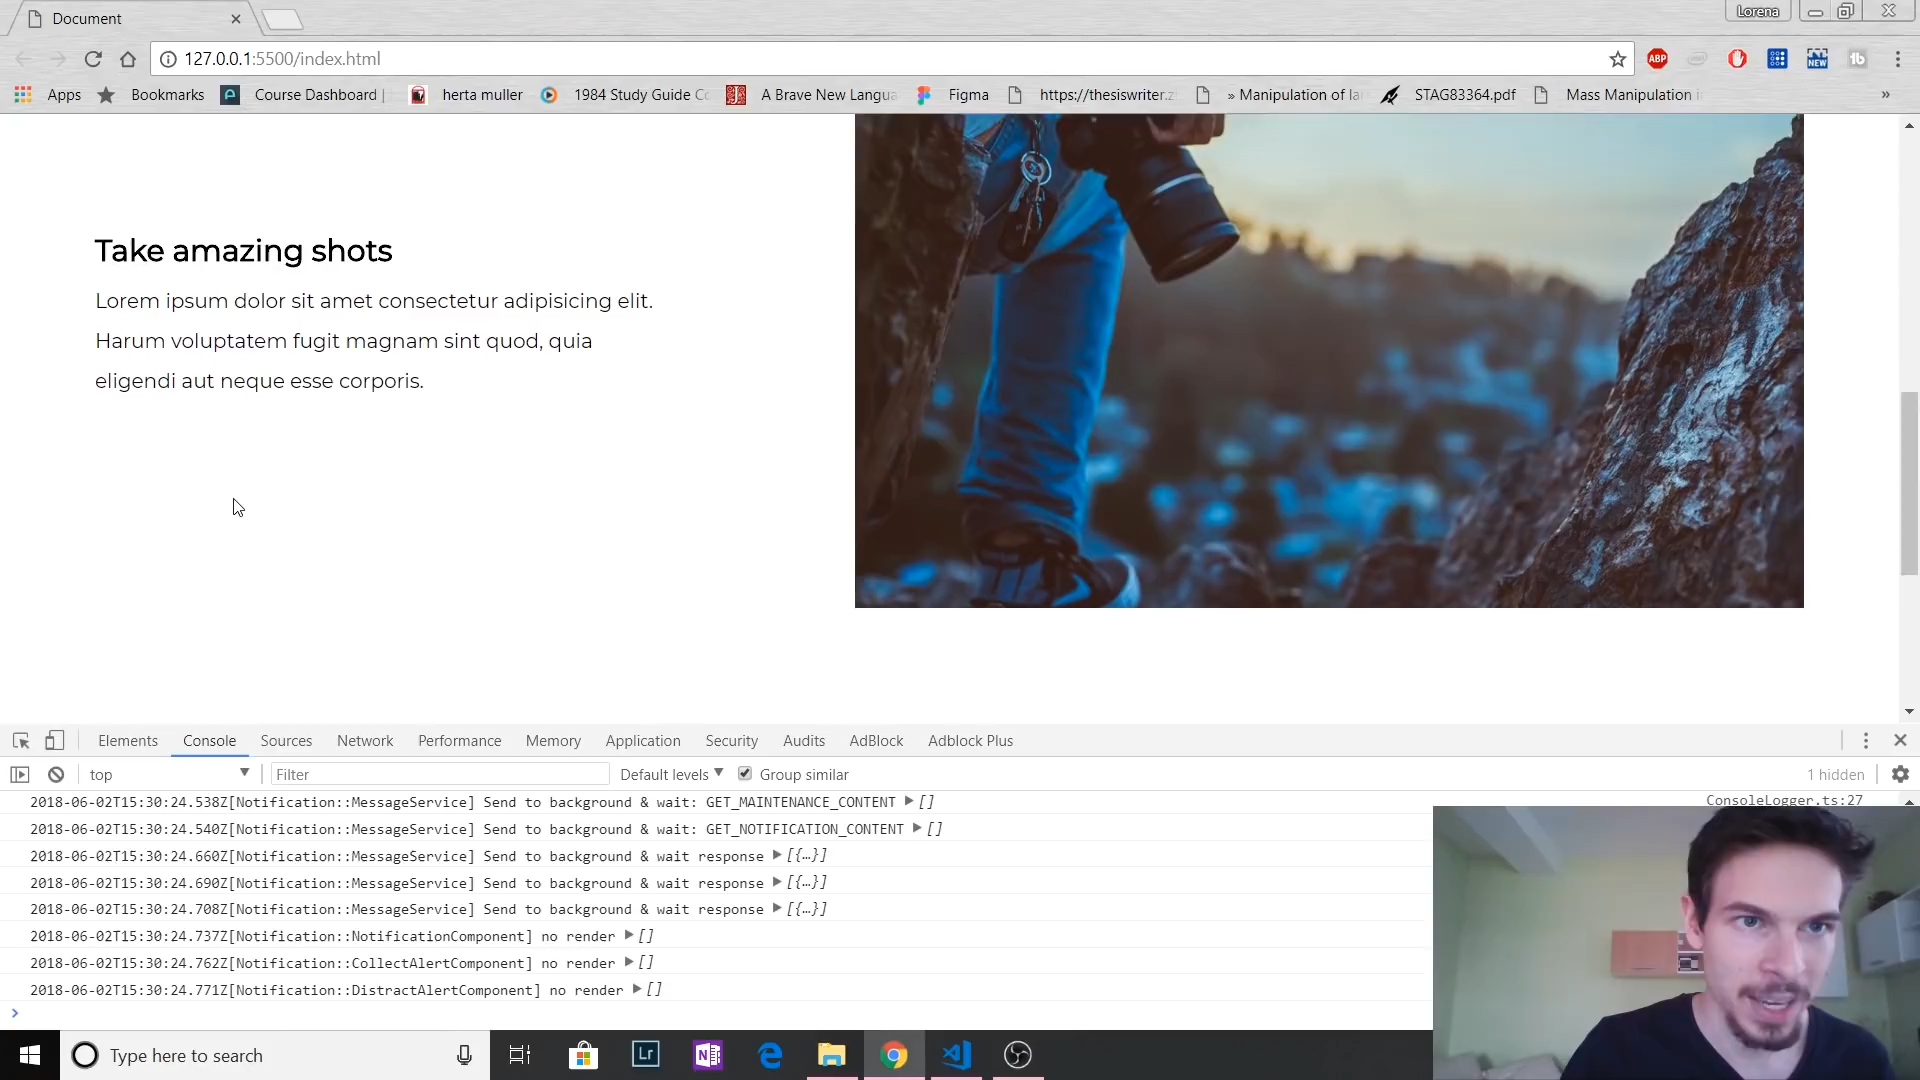 Document
Lorena
127.0.0.1:5500/index.html
ABP
NEW
Apps
Bookmarks
Course Dashboard |
herta muller
1984 Study Guide Co
A Brave New Langua
Figma
https://thesiswriter.z
» Manipulation of la
STAG83364.pdf
Mass Manipulation i
»
Take amazing shots
Lorem ipsum dolor sit amet consectetur adipisicing elit.
Harum voluptatem fugit magnam sint quod, quia
eligendi aut neque esse corporis.
Elements
Console
Sources
Network
Performance
Memory
Application
Security
Audits
AdBlock
Adblock Plus
top
Filter
Default levels
Group similar
1 hidden
2018-06-02T15:30:24.538Z[Notification::MessageService] Send to background & wait: GET_MAINTENANCE_CONTENT ▶[]
ConsoleLogger.ts:27
2018-06-02T15:30:24.540Z[Notification::MessageService] Send to background & wait: GET_NOTIFICATION_CONTENT ▶[]
2018-06-02T15:30:24.660Z[Notification::MessageService] Send to background & wait response ▶[{…}]
2018-06-02T15:30:24.690Z[Notification::MessageService] Send to background & wait response ▶[{…}]
2018-06-02T15:30:24.708Z[Notification::MessageService] Send to background & wait response ▶[{…}]
2018-06-02T15:30:24.737Z[Notification::NotificationComponent] no render ▶[]
2018-06-02T15:30:24.762Z[Notification::CollectAlertComponent] no render ▶[]
2018-06-02T15:30:24.771Z[Notification::DistractAlertComponent] no render ▶[]
>
Type here to search
Lr
N